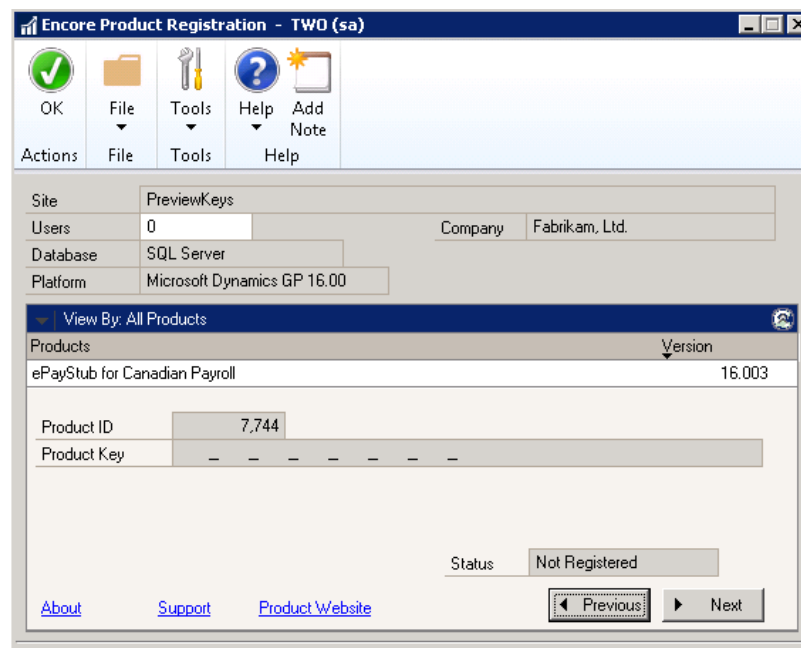 Encore Product Registration - TWO (sa)
OK
File
Tools
Help
Add Note
Actions
File
Tools
Help
Site PreviewKeys
Users 0 Company Fabrikam, Ltd.
Database SQL Server
Platform Microsoft Dynamics GP 16.00
View By: All Products
Products Version
ePayStub for Canadian Payroll 16.003
Product ID 7,744
Product Key _ _ _ _ _ _ _
Status Not Registered
About Support Product Website Previous Next